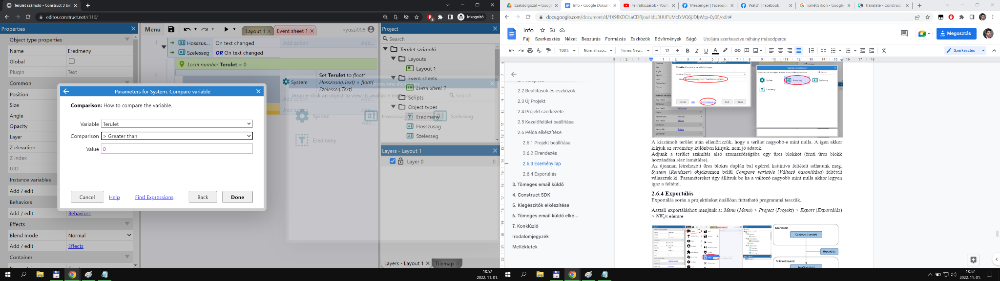 Terület számoló - Construct 3 be
editor.construct.net/r316/
Inkognitó
Properties
Object type properties
Name Eredmeny
Global
Plugin Text
Common
Position
Size
Angle
Opacity
Layer
Z elevation
Z index
UID
Instance variables
Add / edit
Behaviors
Add / edit Behaviors
Effects
Blend mode Normal
Add / edit Effects
Container
Menu
Layout 1
Event sheet 1
nyuszi008
1
Hosszus... On text changed
Add action Add...
Szelesseg OR On text changed
Local number Terulet = 0
2
System
Set Terulet to float(
Hosszusag.Text) × float(
Szelesseg.Text)
Add action Add...
Add action Add...
Double-click an object to view its available
Search
System
Hosszusag
Szelesseg
Eredmeny
Parameters for System: Compare variable
Comparison: How to compare the variable.
Variable Terulet
Comparison > Greater than
Value 0
Cancel
Help
Find Expressions
Back
Done
Project
Search
Terület számoló
Layouts
Layout 1
Event sheets
Event sheet 1
Scripts
Object types
Eredmeny
Hosszusag
Szelesseg
Layers - Layout 1
Layer 0 0
Layers - Layout 1
Tilemap
18:52
2022. 11. 01.
Szakdolgozat – Googl
Info - Google Dokum
Feliratkozások - YouT
Messenger | Facebook
Watch | Facebook
ismétls ikon - Google
Translate - Construct
docs.google.com/document/d/1X9BKDOLaCEIRjouHdU3UUFUMcEcVQ6jJDfpVcp-0y0E/edit#
Info
Fájl Szerkesztés Nézet Beszúrás Formázás Eszközök Bővítmények Súgó
Utoljára szerkesztve néhány másodperce
Megosztás
100%
Normál szö...
Times New...
12
B I U A
Szerkesztés
2.2 Beállítások és eszközök:
2.3 Új Projekt
2.4 Projekt szerkezete
2.5 Kezelőfelület beállítása
2.6 Példa elkészítése
2.6.1 Projekt beállítása
2.6.2 Elrendezés
2.6.3 Esemény lap
2.6.4 Exportálás
3. Tömeges email küldő
4. Construct SDK
5. Kiegészítők elkészítése
6. Tömeges email küldő elké...
7. Konklúzió
Irodalomjegyzék
Mellékletek
A kiszámolt terület után ellenőrizzük, hogy a terület nagyobb-e mint nulla. A igen akkor
kiírjuk az eredmény különben kiírjuk, nem jó adatok.
Adjunk a terület számítás alsó szomszédságába egy üres blokkot (fenti üres blokk
hozzáadása rész ismétlése).
Az újonnan létrehozott üres blokra duplán bal egérrel kattintva feltételt adhatunk meg.
System (Rendszer) objektumon belül Compare variable (Változó hasonlítása) feltételt
válasszuk ki. Paramétereket úgy állítsuk be ha a változó nagyobb mint nulla akkor legyen
igaz a feltétel.
2.6.4 Exportálás
Exportálás során a projektünket önállóan futtatható programmá tesszük.
Asztali exportáláshoz menjünk a: Menu (Menü) > Project (Projekt) > Export (Exportálás)
> NW.js elemre
Szerkesztő
Construct 3 projekt
Exportálás
Futtatókörnyezet
JavaScript kód
18:52
2022. 11. 01.